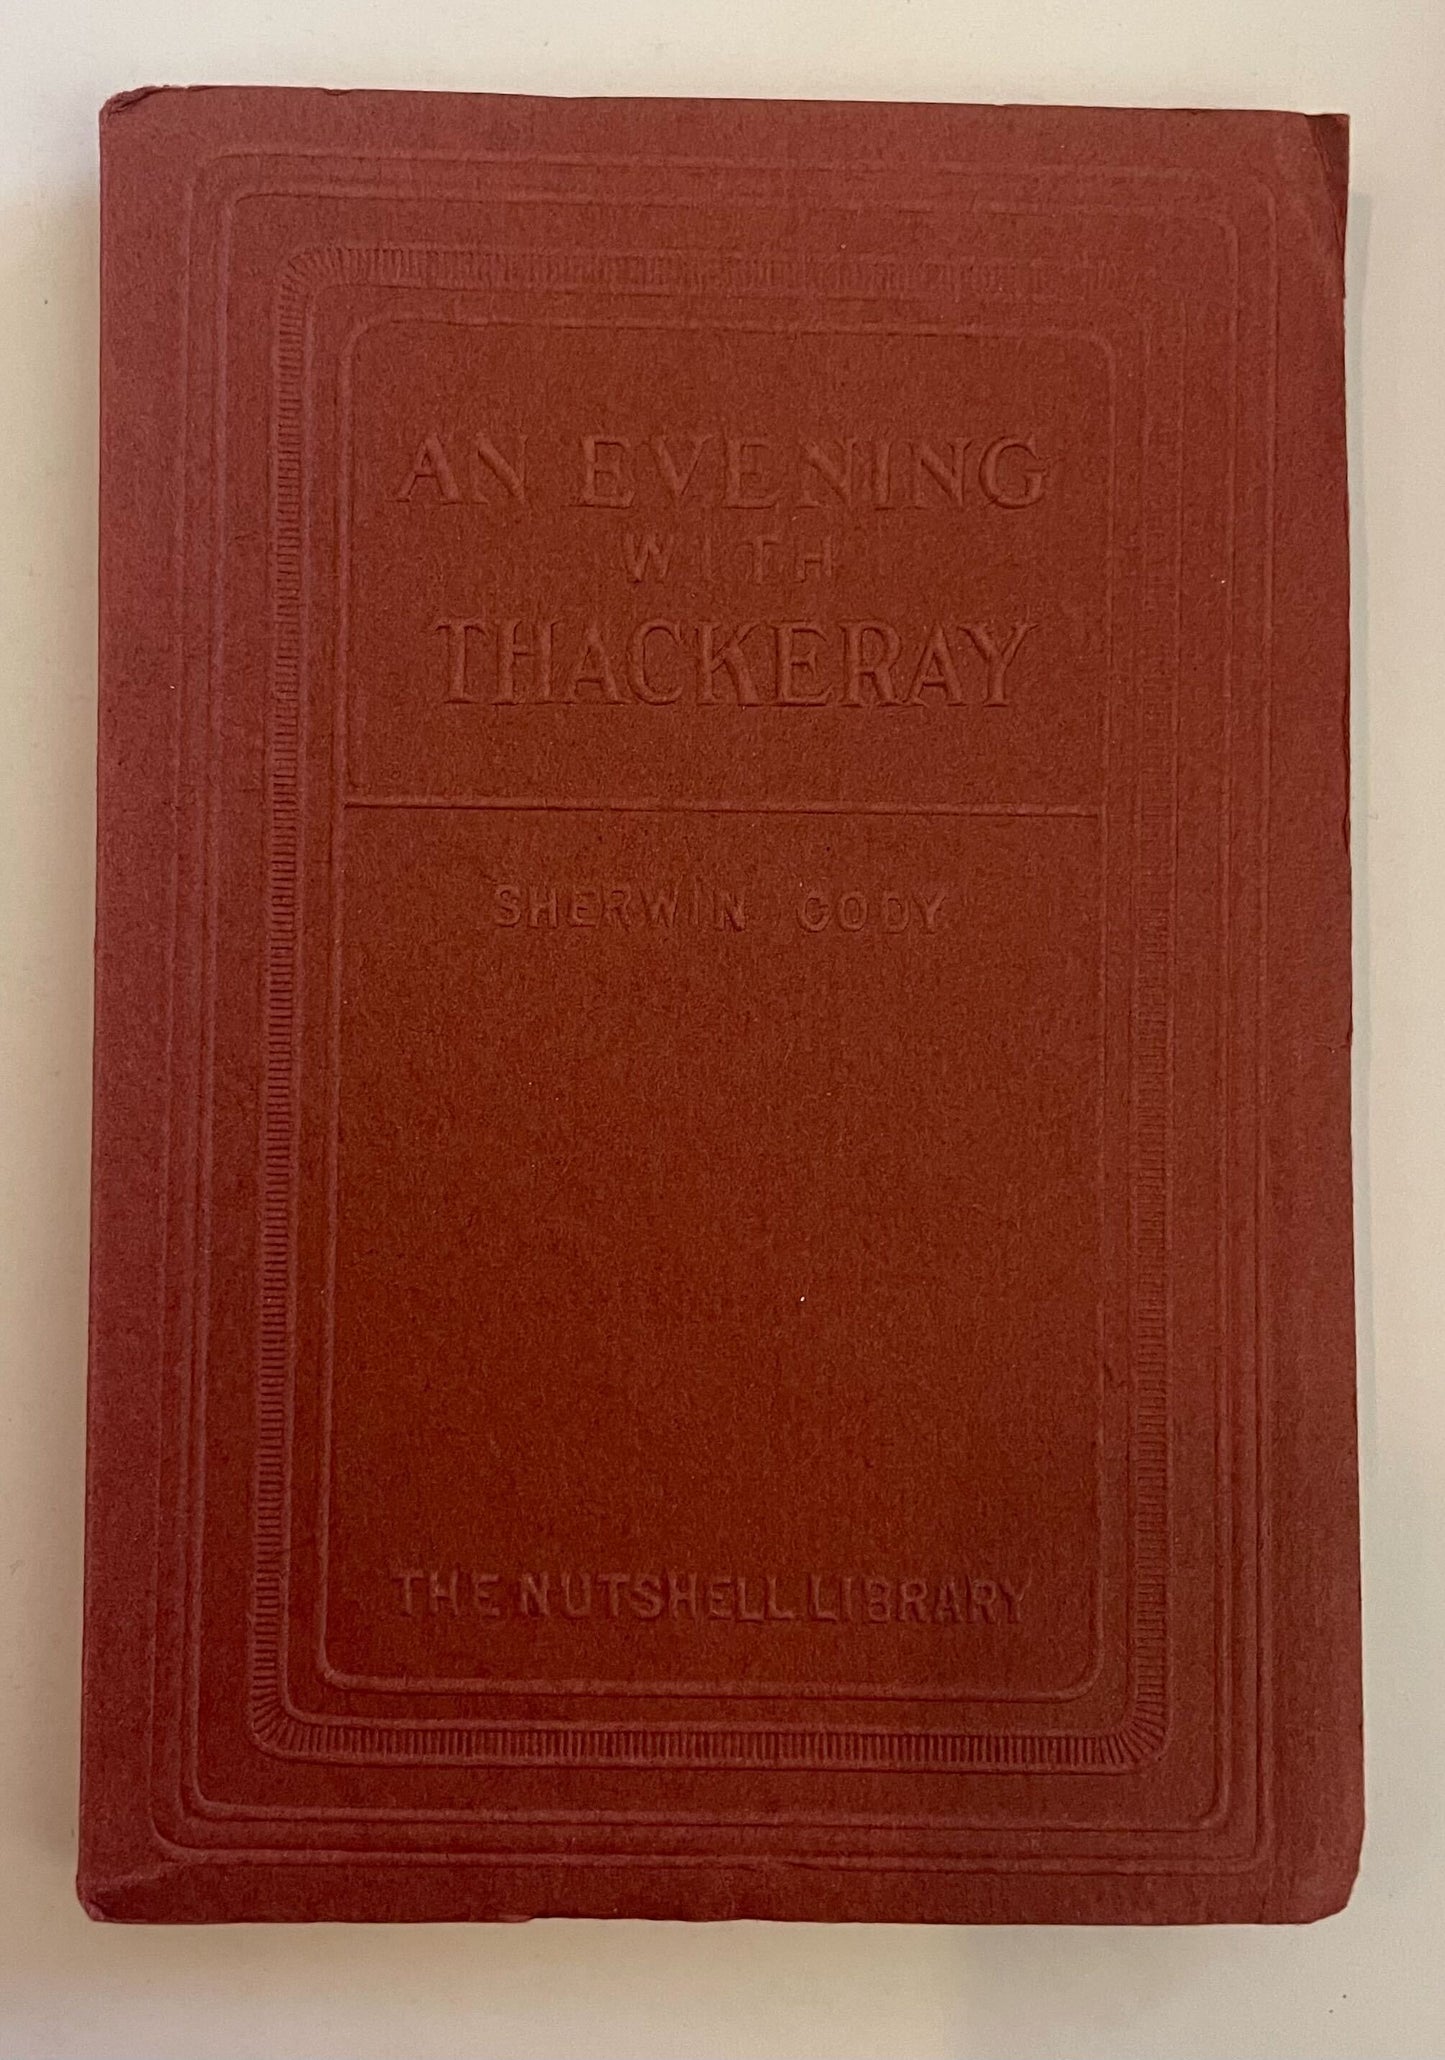 AN EVENING
WITH
THACKERAY
SHERWIN CODY
THE NUTSHELL LIBRARY